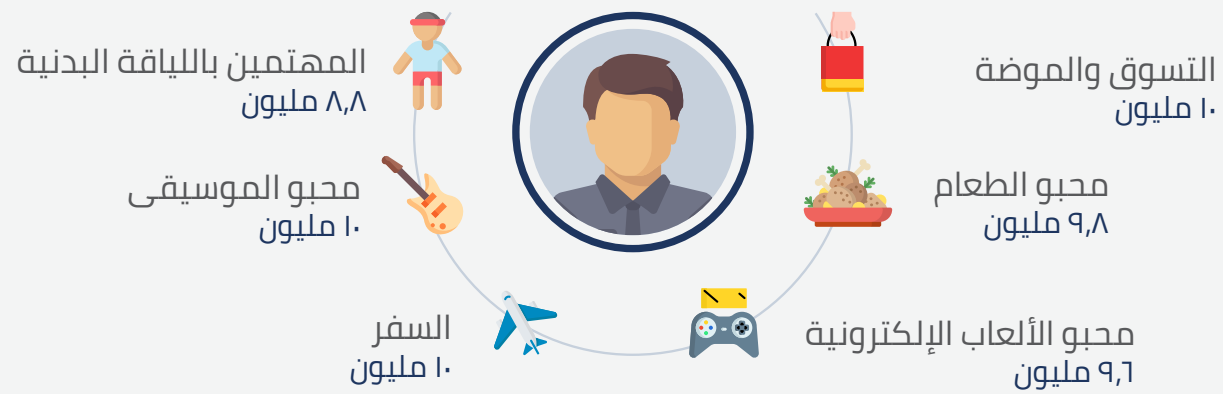 التسوق والموضة
١٠ مليون
محبو الطعام
٩,٨ مليون
محبو الألعاب الإلكترونية
٩,٦ مليون
المهتمين باللياقة البدنية
٨,٨ مليون
محبو الموسيقى
١٠ مليون
السفر
١٠ مليون